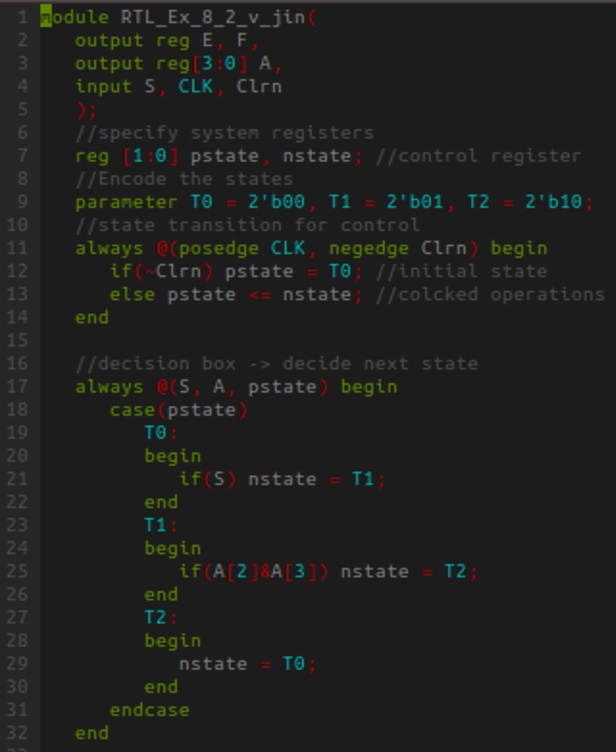 1 module RTL_Ex_8_2_v_jin(
2 output reg E, F,
3 output reg[3:0] A,
4 input S, CLK, Clrn
5 );
6 //specify system registers
7 reg [1:0] pstate, nstate; //control register
8 //Encode the states
9 parameter T0 = 2'b00, T1 = 2'b01, T2 = 2'b10;
10 //state transition for control
11 always @(posedge CLK, negedge Clrn) begin
12 if(~Clrn) pstate = T0; //initial state
13 else pstate <= nstate; //colcked operations
14 end
15
16 //decision box -> decide next state
17 always @(S, A, pstate) begin
18 case(pstate)
19 T0:
20 begin
21 if(S) nstate = T1;
22 end
23 T1:
24 begin
25 if(A[2]&A[3]) nstate = T2;
26 end
27 T2:
28 begin
29 nstate = T0;
30 end
31 endcase
32 end